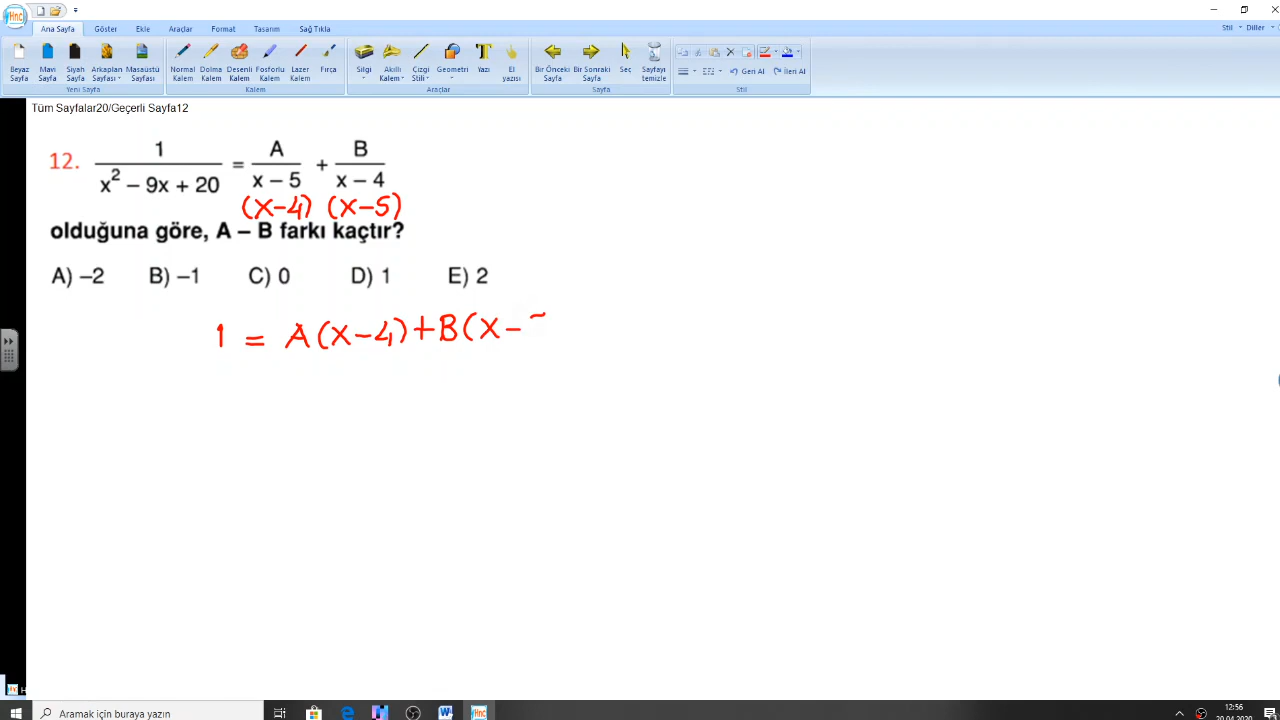 Ana Sayfa Göster Ekle Araçlar Format Tasarım Sağ Tıkla Stil Diller
Beyaz Sayfa Mavi Sayfa Siyah Sayfa Arkaplan Sayfası Masaüstü Sayfası Normal Kalem Dolma Kalem Desenli Kalem Fosforlu Kalem Lazer Kalem Fırça Silgi Akıllı Kalem Çizgi Stili Geometri Yazı El yazısı Bir Önceki Sayfa Bir Sonraki Sayfa Seç Sayfayı temizle Geri Al İleri Al
Yeni Sayfa Kalem Araçlar Sayfa Stil
Tüm Sayfalar20/Geçerli Sayfa12
12. 1/(x² – 9x + 20) = A/(x – 5) + B/(x – 4)
(x-4) (x-5)
olduğuna göre, A – B farkı kaçtır?
A) –2 B) –1 C) 0 D) 1 E) 2
1 = A(x-4)+B(x-
Aramak için buraya yazın 12:56
20.04.2020